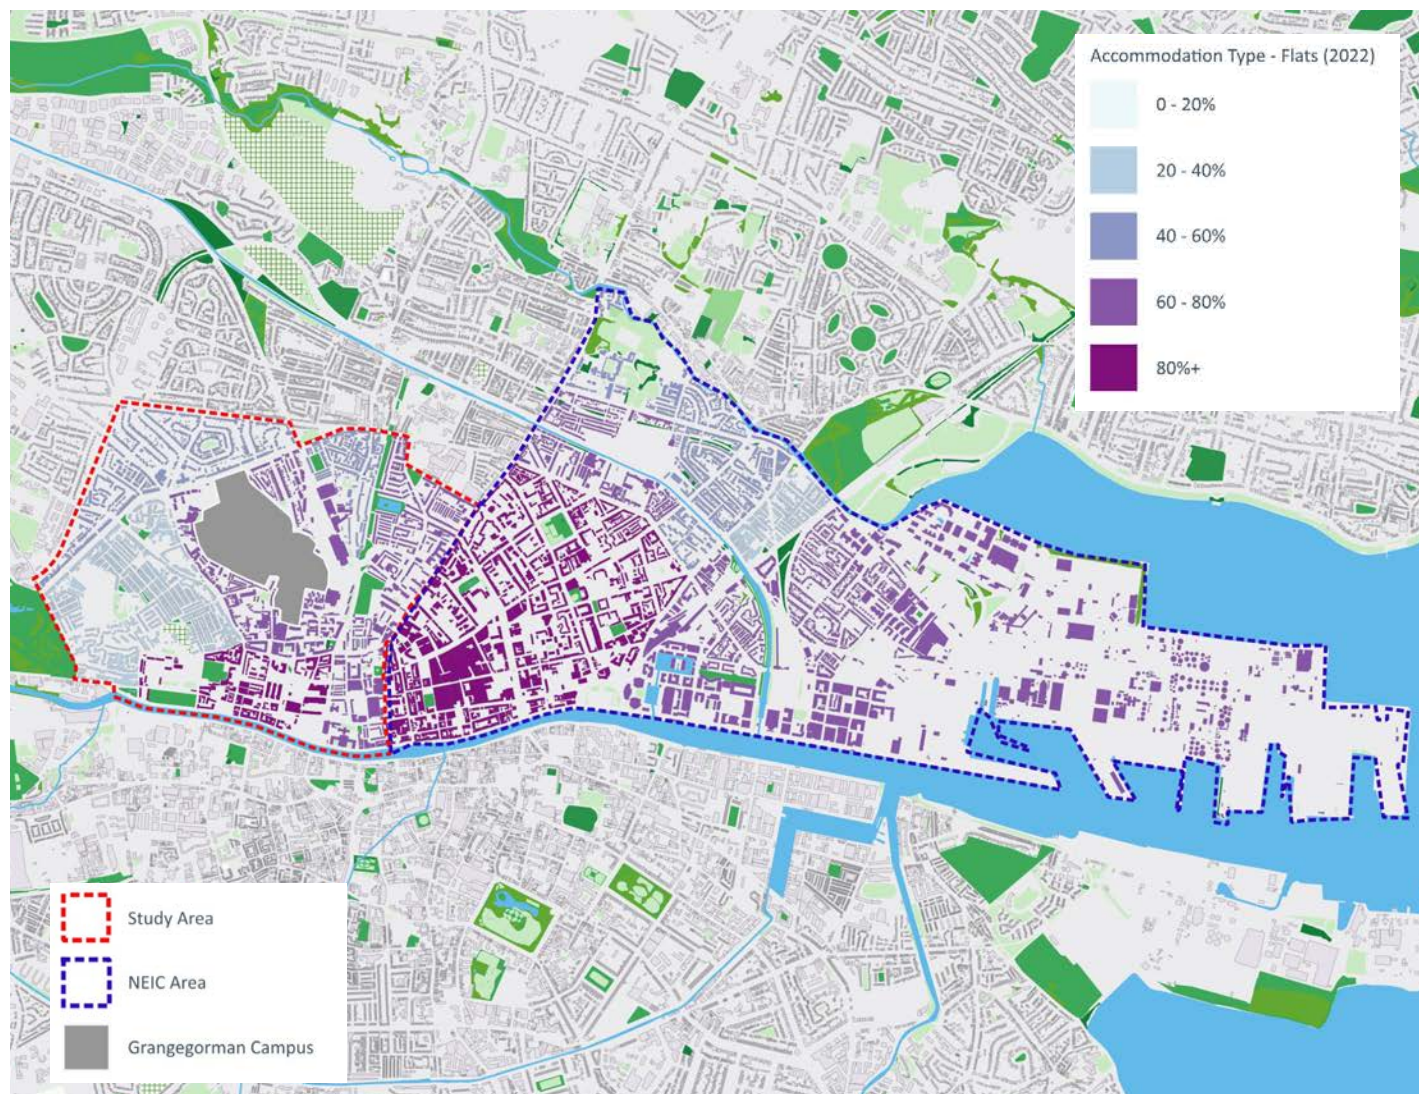 Accommodation Type - Flats (2022)
0 - 20%
20 - 40%
40 - 60%
60 - 80%
80%+
Study Area
NEIC Area
Grangegorman Campus